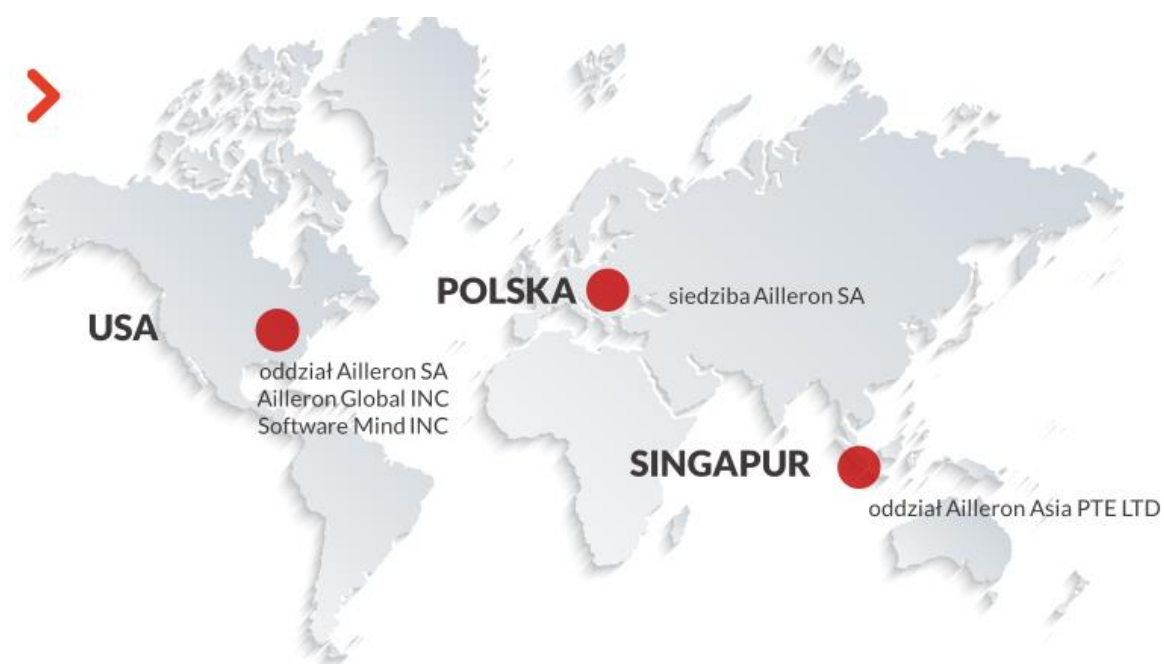 USA
oddział Ailleron SA
Ailleron Global INC
Software Mind INC
POLSKA
siedziba Ailleron SA
SINGAPUR
oddział Ailleron Asia PTE LTD